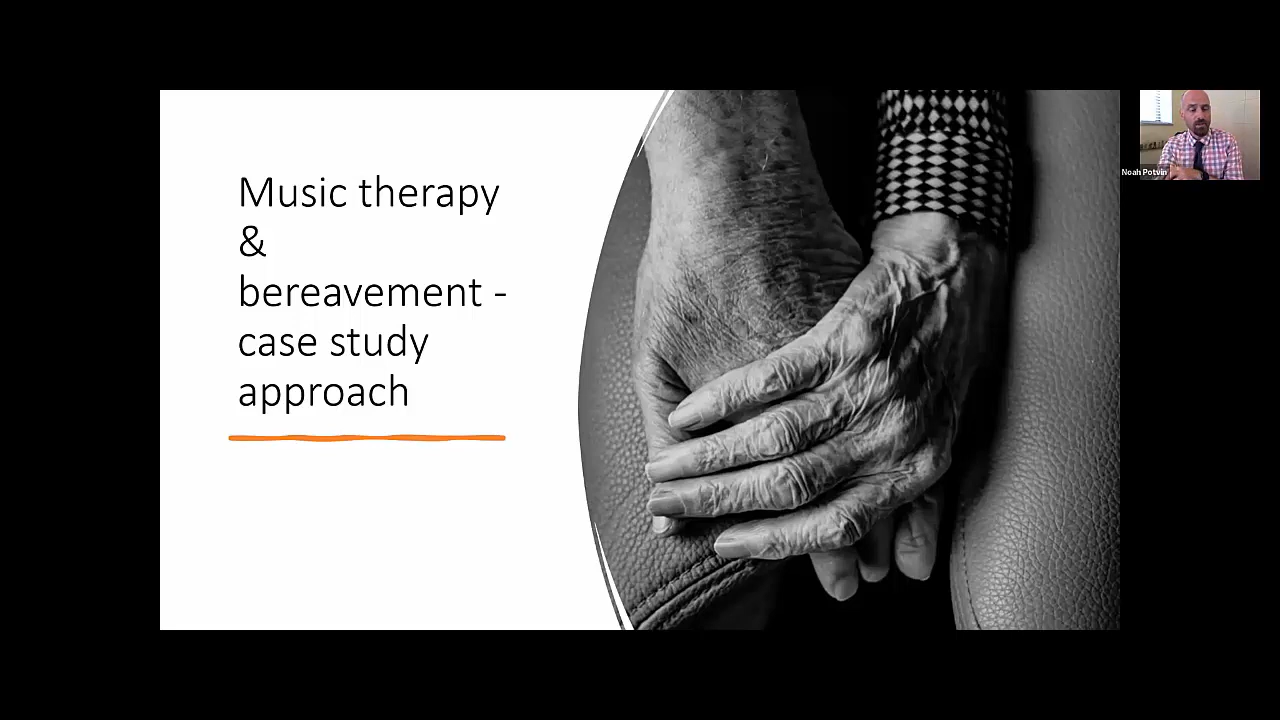 Music therapy
&
bereavement -
case study
approach
Noah Potvin